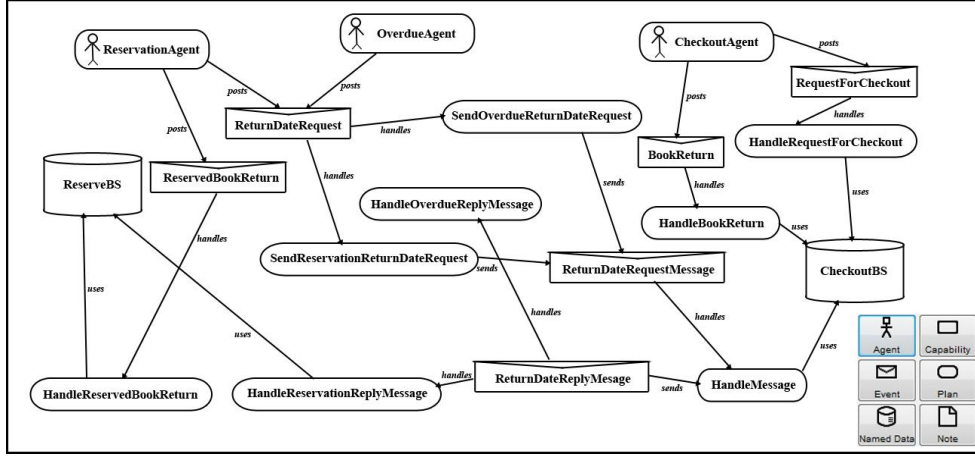 OverdueAgent
ReservationAgent
CheckoutAgent
posts
RequestForCheckout
posts
posts
posts
ReturnDateRequest
handles
SendOverdueReturnDateRequest
handles
posts
HandleRequestForCheckout
BookReturn
ReserveBS
ReservedBookReturn
handles
sends
handles
uses
HandleOverdueReplyMessage
HandleBookReturn
uses
handles
SendReservationReturnDateRequest
sends
ReturnDateRequestMessage
CheckoutBS
uses
handles
handles
uses
uses
Agent
Capability
handles
ReturnDateReplyMesage
sends
HandleMessage
HandleReservedBookReturn
HandleReservationReplyMessage
Event
Plan
Named Data
Note